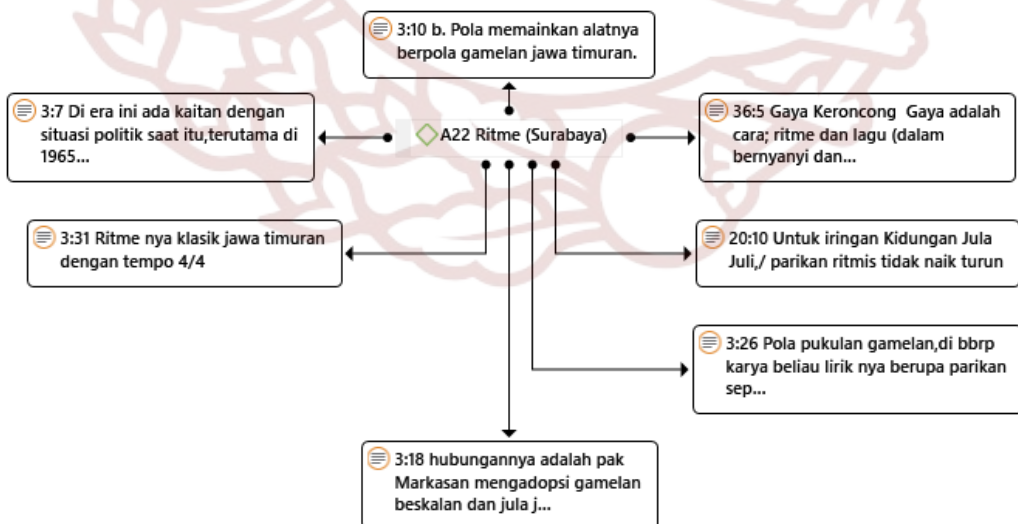 3:10 b. Pola memainkan alatnya
berpola gamelan jawa timuran.
3:7 Di era ini ada kaitan dengan
situasi politik saat itu,terutama di
1965...
A22 Ritme (Surabaya)
36:5 Gaya Keroncong  Gaya adalah
cara; ritme dan lagu (dalam
bernyanyi dan...
3:31 Ritme nya klasik jawa timuran
dengan tempo 4/4
20:10 Untuk iringan Kidungan Jula
Juli,/ parikan ritmis tidak naik turun
3:26 Pola pukulan gamelan,di bbrp
karya beliau lirik nya berupa parikan
sep...
3:18 hubungannya adalah pak
Markasan mengadopsi gamelan
beskalan dan jula j...